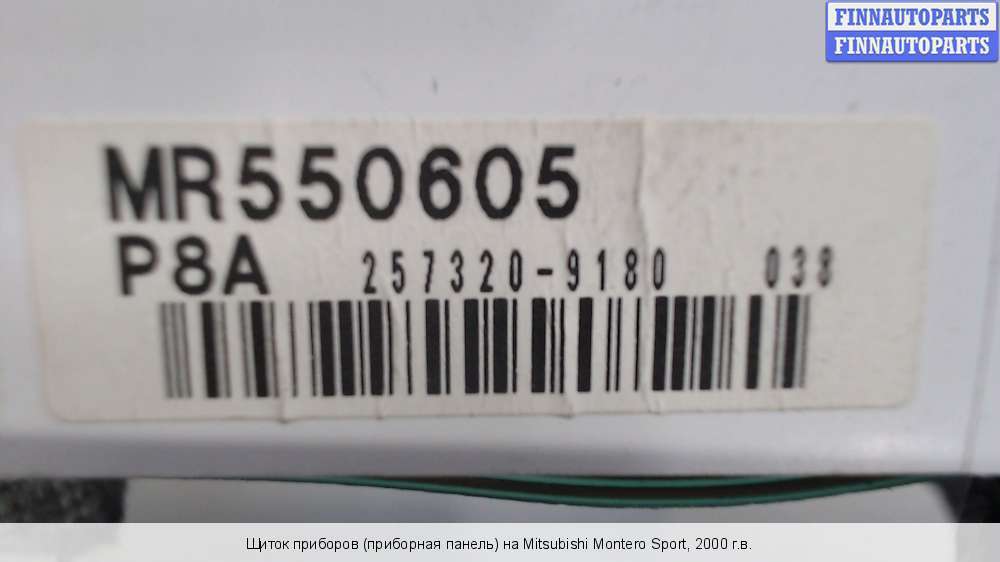 FINNAUTOPARTS
FINNAUTOPARTS
MR550605
P8A 257320-9180 038
Щиток приборов (приборная панель) на Mitsubishi Montero Sport, 2000 г.в.